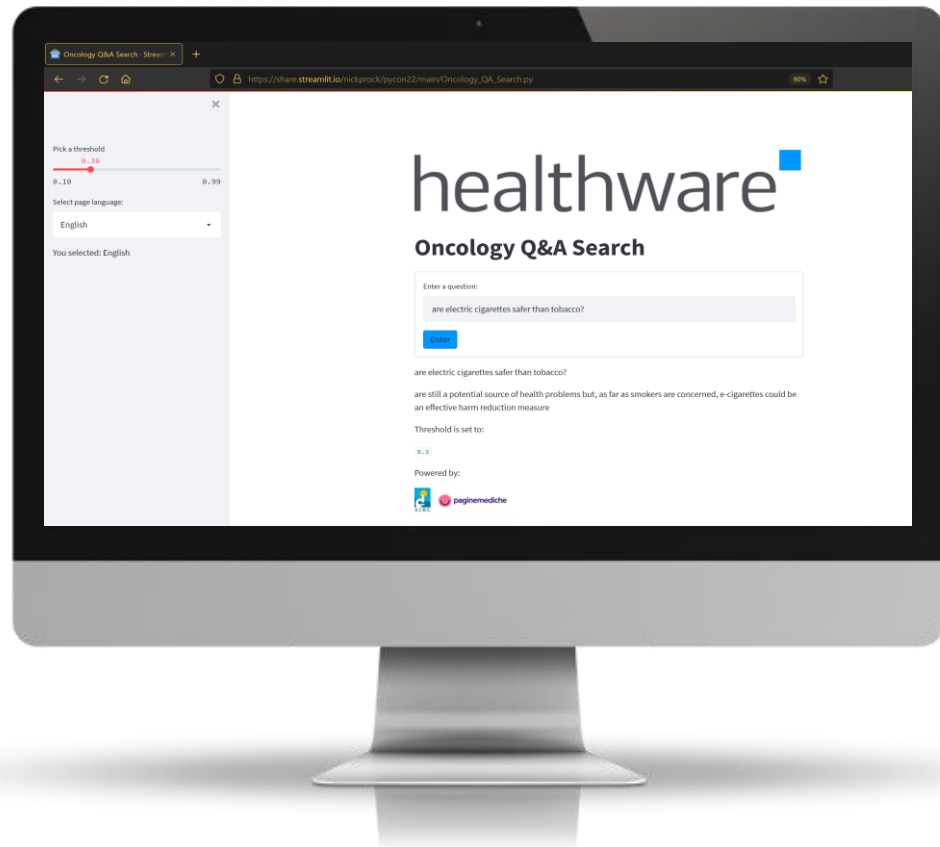 Oncology Q&A Search · Stream
https://share.streamlit.io/nickprock/pycon22/main/Oncology_QA_Search.py
90%
Pick a threshold
0.30
0.10 0.99
Select page language:
English
You selected: English
healthware
Oncology Q&A Search
Enter a question:
are electric cigarettes safer than tobacco?
Enter
are electric cigarettes safer than tobacco?
are still a potential source of health problems but, as far as smokers are concerned, e-cigarettes could be
an effective harm reduction measure
Threshold is set to:
0.3
Powered by:
AIRC paginemediche